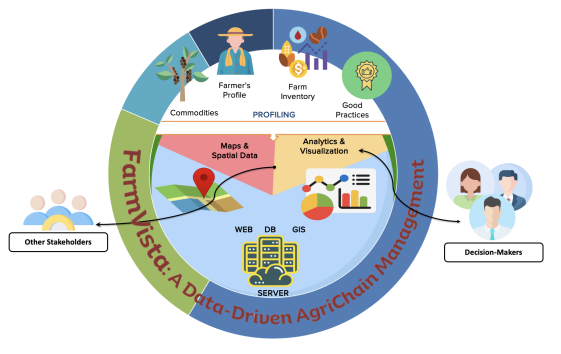 Commodities
Farmer's
Profile
Farm
Inventory
Good
Practices
PROFILING
Maps &
Spatial Data
Analytics &
Visualization
WEB DB GIS
SERVER
Other Stakeholders
Decision-Makers
FarmVista: A Data-Driven AgriChain Management